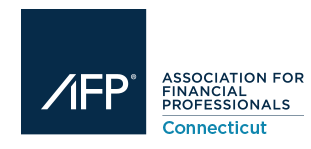 AFP®
ASSOCIATION FOR
FINANCIAL
PROFESSIONALS
Connecticut